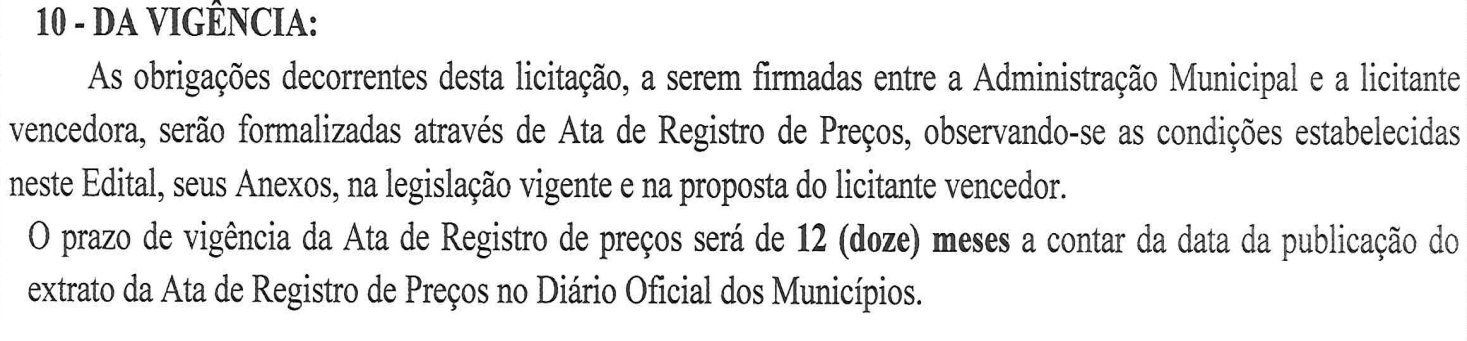 10 - DA VIGÊNCIA:
As obrigações decorrentes desta licitação, a serem firmadas entre a Administração Municipal e a licitante
vencedora, serão formalizadas através de Ata de Registro de Preços, observando-se as condições estabelecidas
neste Edital, seus Anexos, na legislação vigente e na proposta do licitante vencedor.
O prazo de vigência da Ata de Registro de preços será de 12 (doze) meses a contar da data da publicação do
extrato da Ata de Registro de Preços no Diário Oficial dos Municípios.